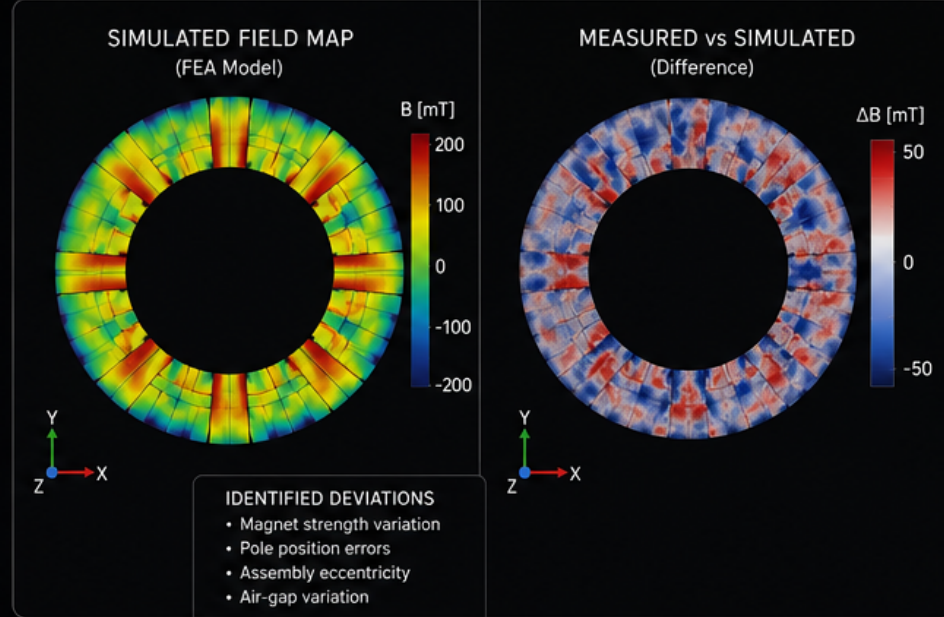 SIMULATED FIELD MAP
(FEA Model)
B [mT]
200
100
0
-100
-200
Y
X
Z
MEASURED vs SIMULATED
(Difference)
ΔB [mT]
50
0
-50
Y
X
Z
IDENTIFIED DEVIATIONS
• Magnet strength variation
• Pole position errors
• Assembly eccentricity
• Air-gap variation